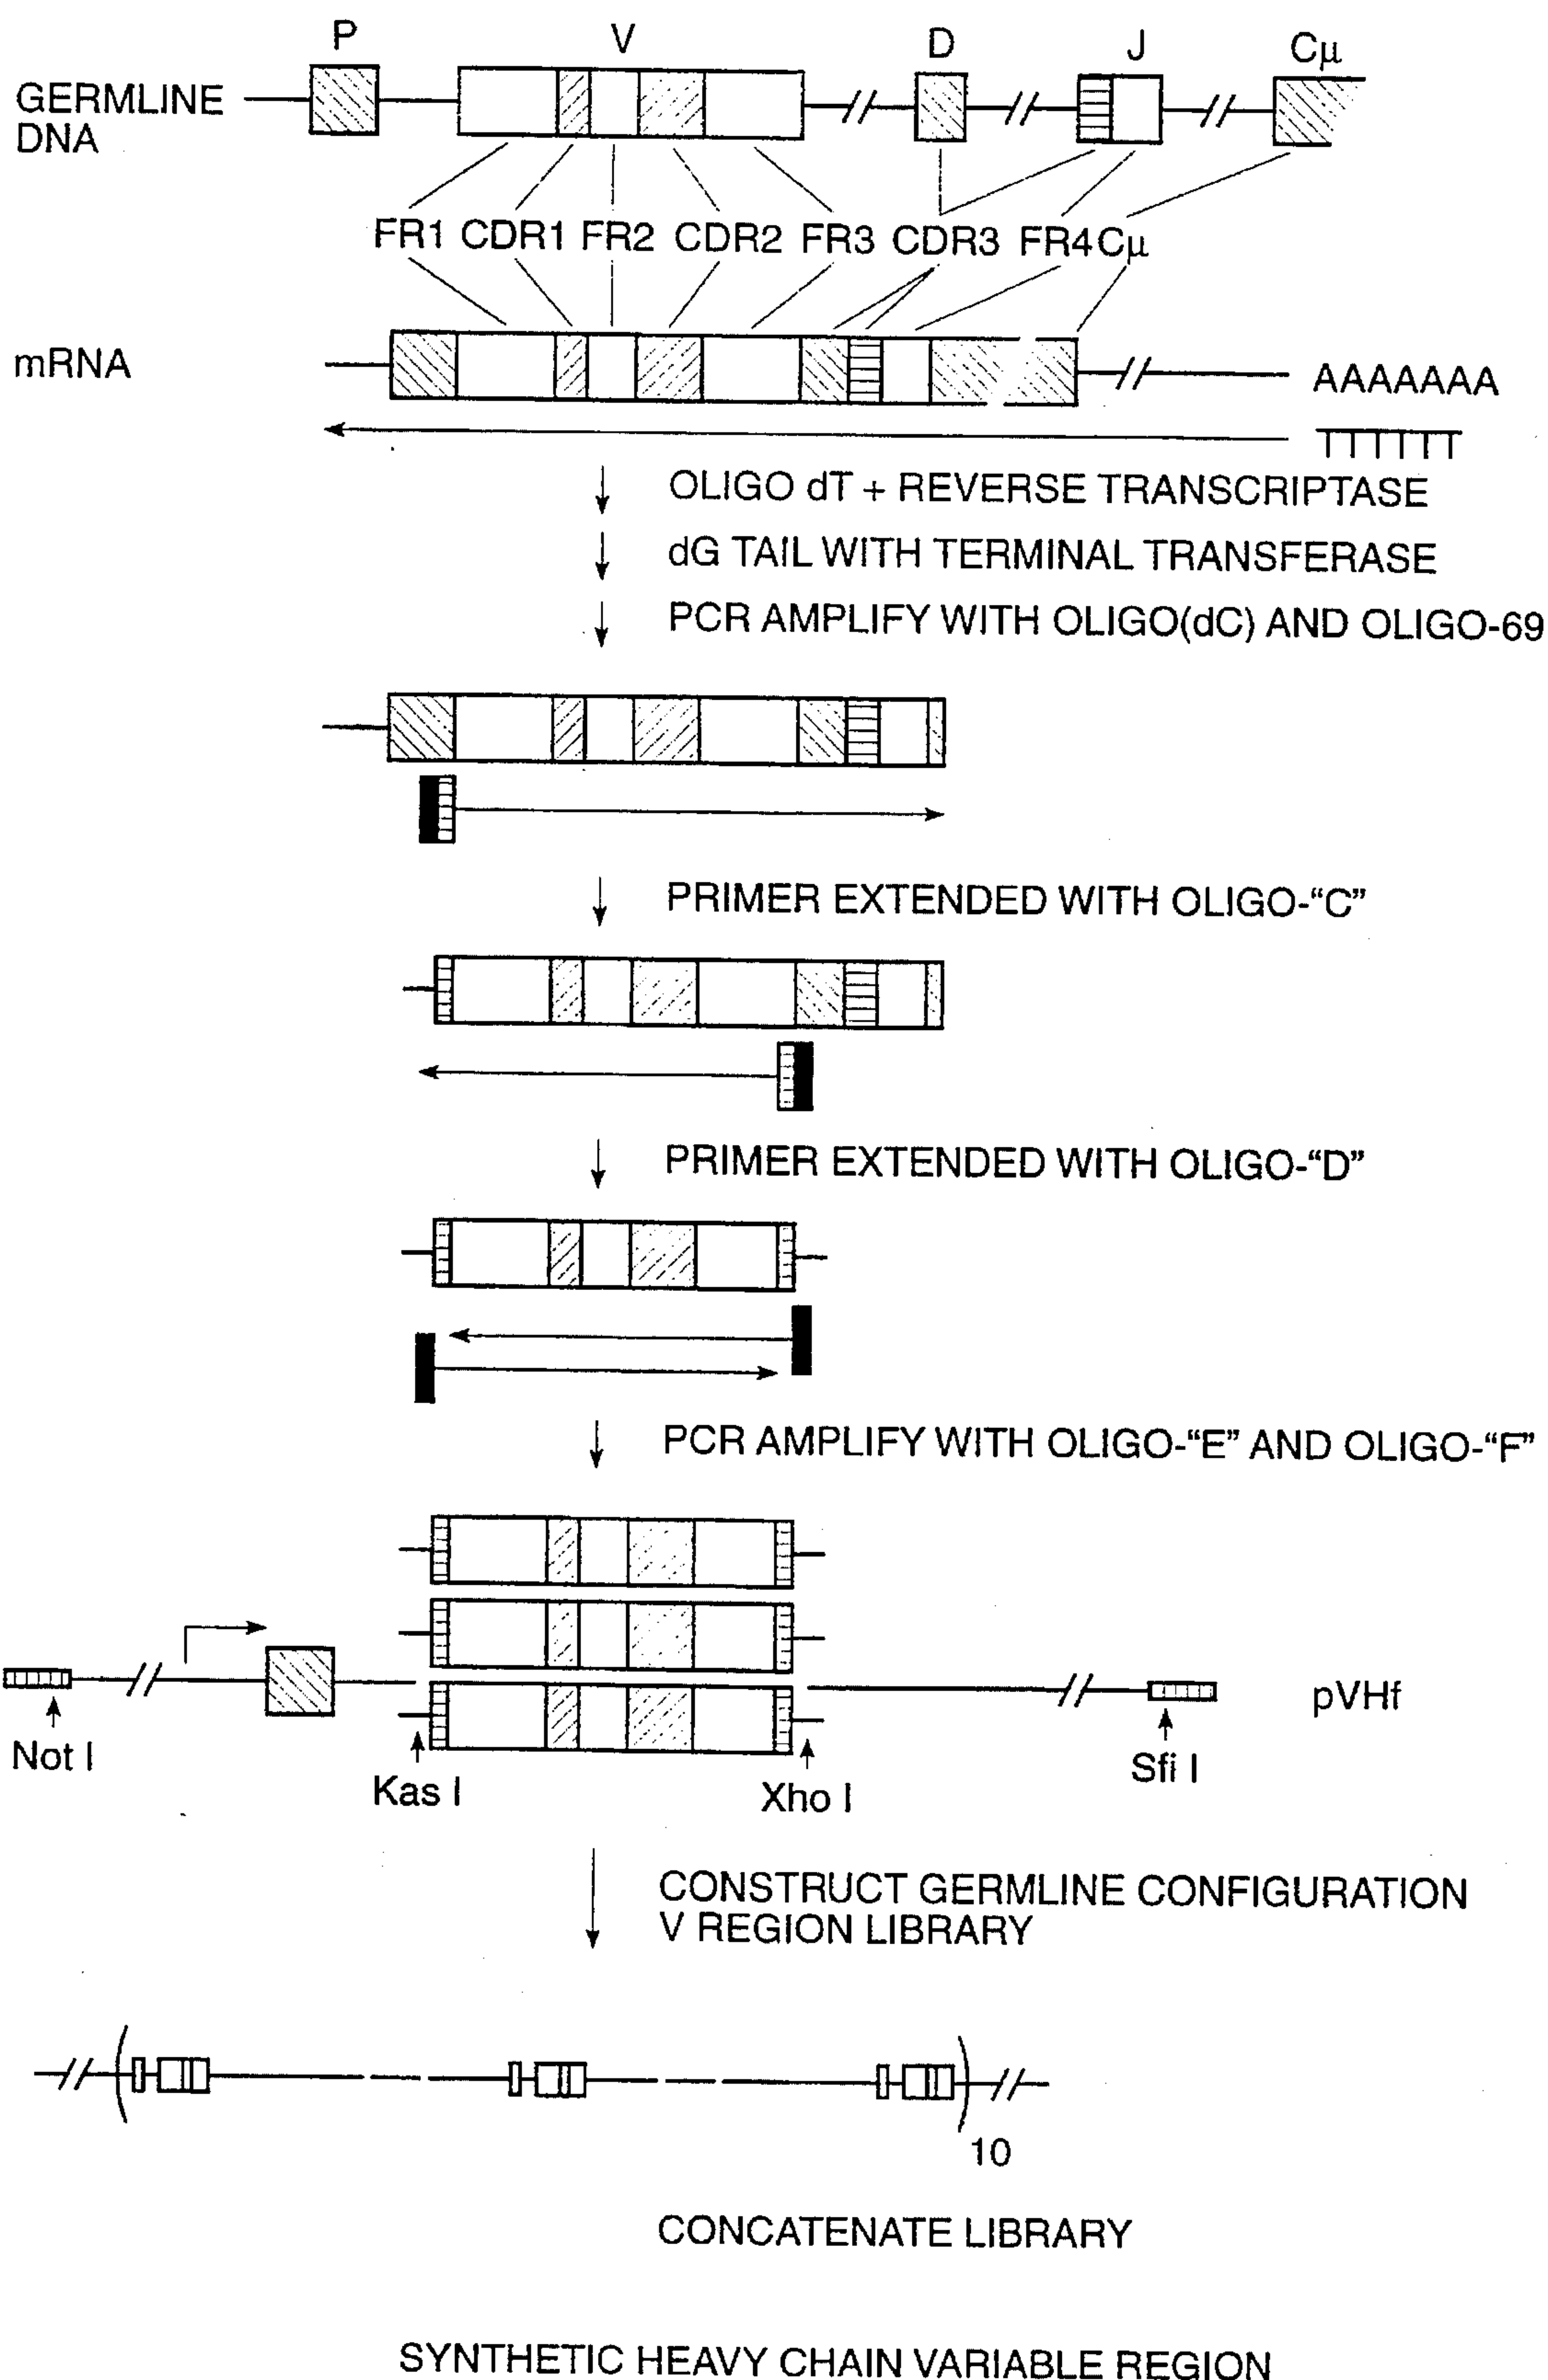 P V D J Cμ
GERMLINE
DNA
FR1 CDR1 FR2 CDR2 FR3 CDR3 FR4 Cμ
mRNA
AAAAAAA
TTTTTT
OLIGO dT + REVERSE TRANSCRIPTASE
dG TAIL WITH TERMINAL TRANSFERASE
PCR AMPLIFY WITH OLIGO(dC) AND OLIGO-69
PRIMER EXTENDED WITH OLIGO-“C”
PRIMER EXTENDED WITH OLIGO-“D”
PCR AMPLIFY WITH OLIGO-“E” AND OLIGO-“F”
pVHf
Not I
Kas I
Xho I
Sfi I
CONSTRUCT GERMLINE CONFIGURATION
V REGION LIBRARY
10
CONCATENATE LIBRARY
SYNTHETIC HEAVY CHAIN VARIABLE REGION